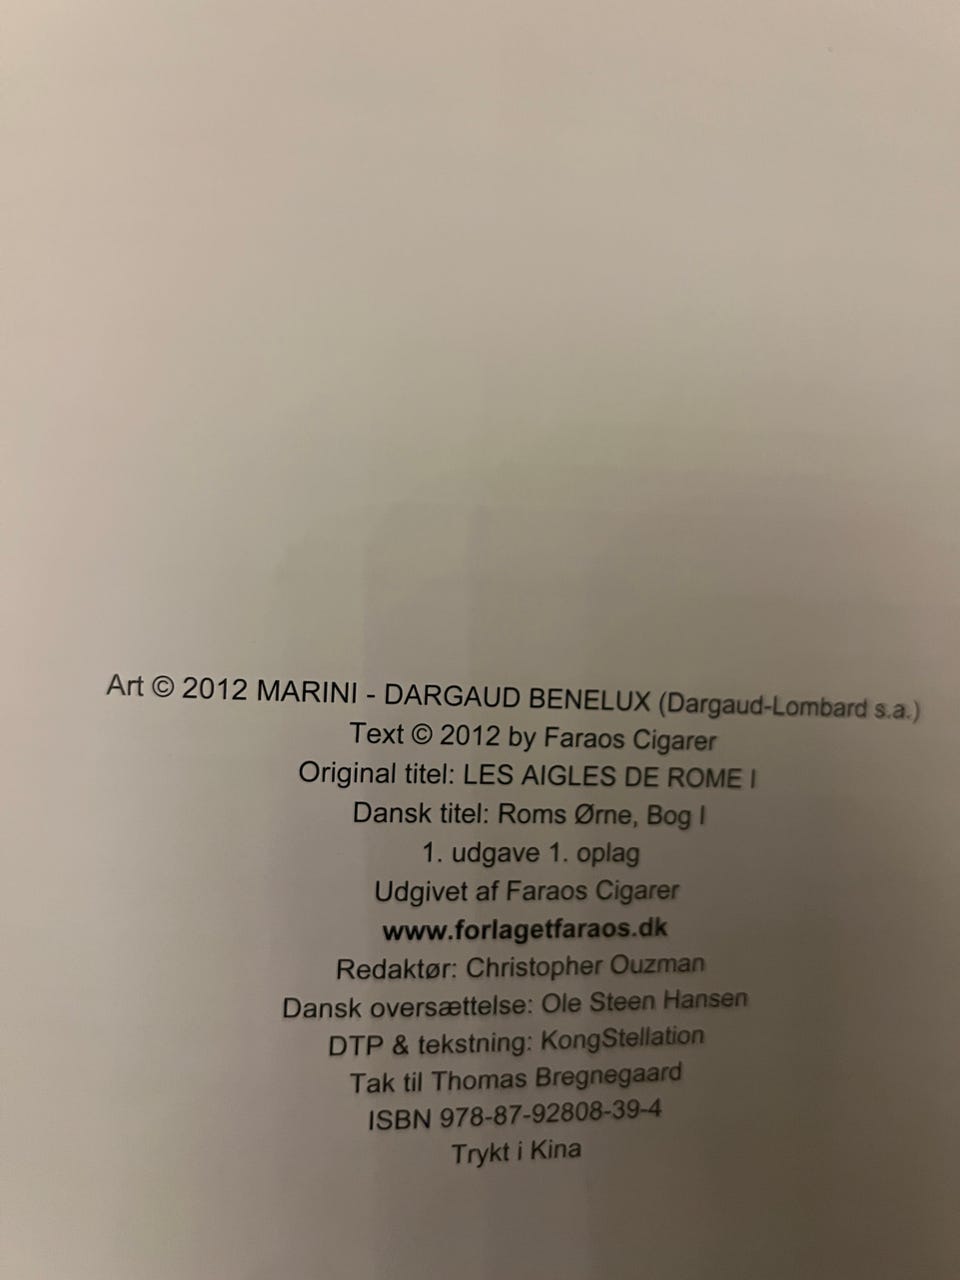 Art © 2012 MARINI - DARGAUD BENELUX (Dargaud-Lombard s.a.)
Text © 2012 by Faraos Cigarer
Original titel: LES AIGLES DE ROME I
Dansk titel: Roms Ørne, Bog I
1. udgave 1. oplag
Udgivet af Faraos Cigarer
www.forlagetfaraos.dk
Redaktør: Christopher Ouzman
Dansk oversættelse: Ole Steen Hansen
DTP & tekstning: KongStellation
Tak til Thomas Bregnegaard
ISBN 978-87-92808-39-4
Trykt i Kina